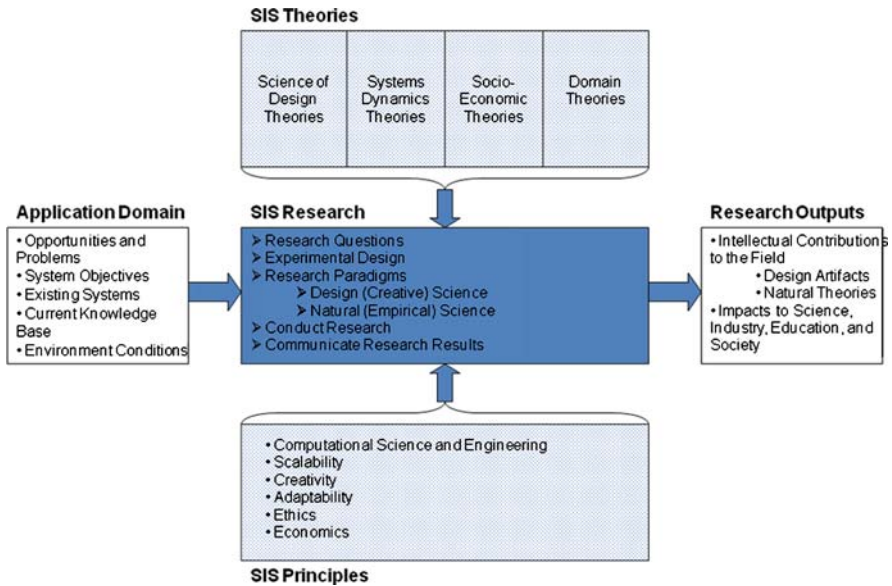 SIS Theories
Science of
Design
Theories
Systems
Dynamics
Theories
Socio-
Economic
Theories
Domain
Theories
Application Domain
• Opportunities and
Problems
• System Objectives
• Existing Systems
• Current Knowledge
Base
• Environment Conditions
SIS Research
➢ Research Questions
➢ Experimental Design
➢ Research Paradigms
➢ Design (Creative) Science
➢ Natural (Empirical) Science
➢ Conduct Research
➢ Communicate Research Results
Research Outputs
• Intellectual Contributions
to the Field
• Design Artifacts
• Natural Theories
• Impacts to Science,
Industry, Education, and
Society
• Computational Science and Engineering
• Scalability
• Creativity
• Adaptability
• Ethics
• Economics
SIS Principles